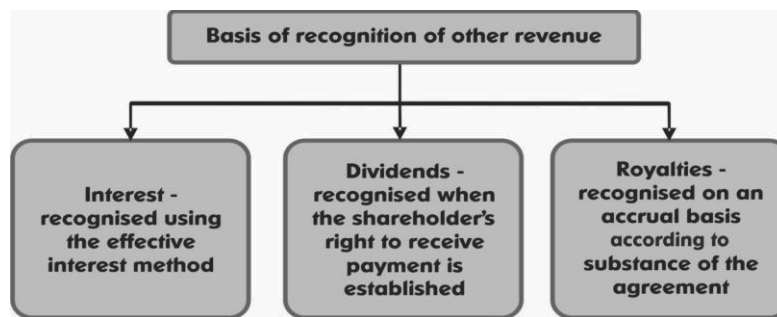 Basis of recognition of other revenue
Interest -
recognised using
the effective
interest method
Dividends -
recognised when
the shareholder's
right to receive
payment is
established
Royalties -
recognised on an
accrual basis
according to
substance of the
agreement